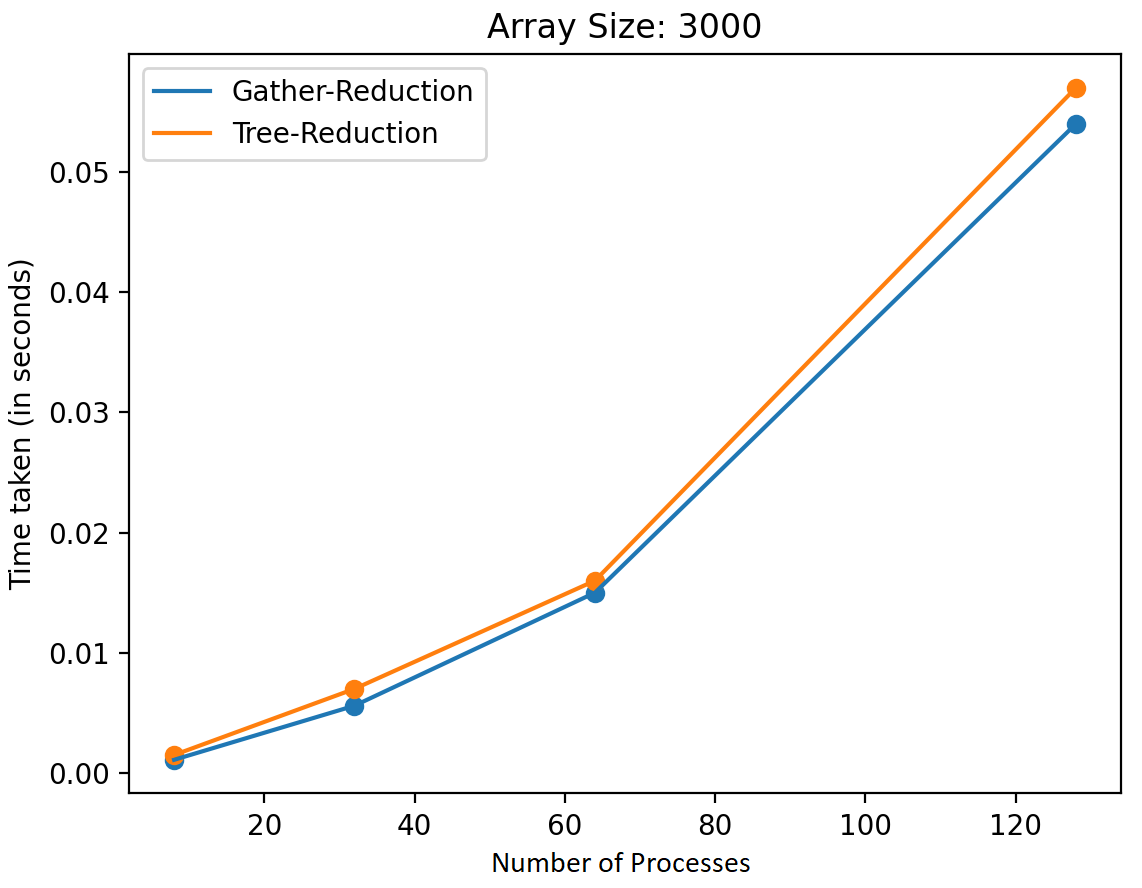 Array Size: 3000
Gather-Reduction
Tree-Reduction
Time taken (in seconds)
0.05
0.04
0.03
0.02
0.01
0.00
20 40 60 80 100 120
Number of Processes